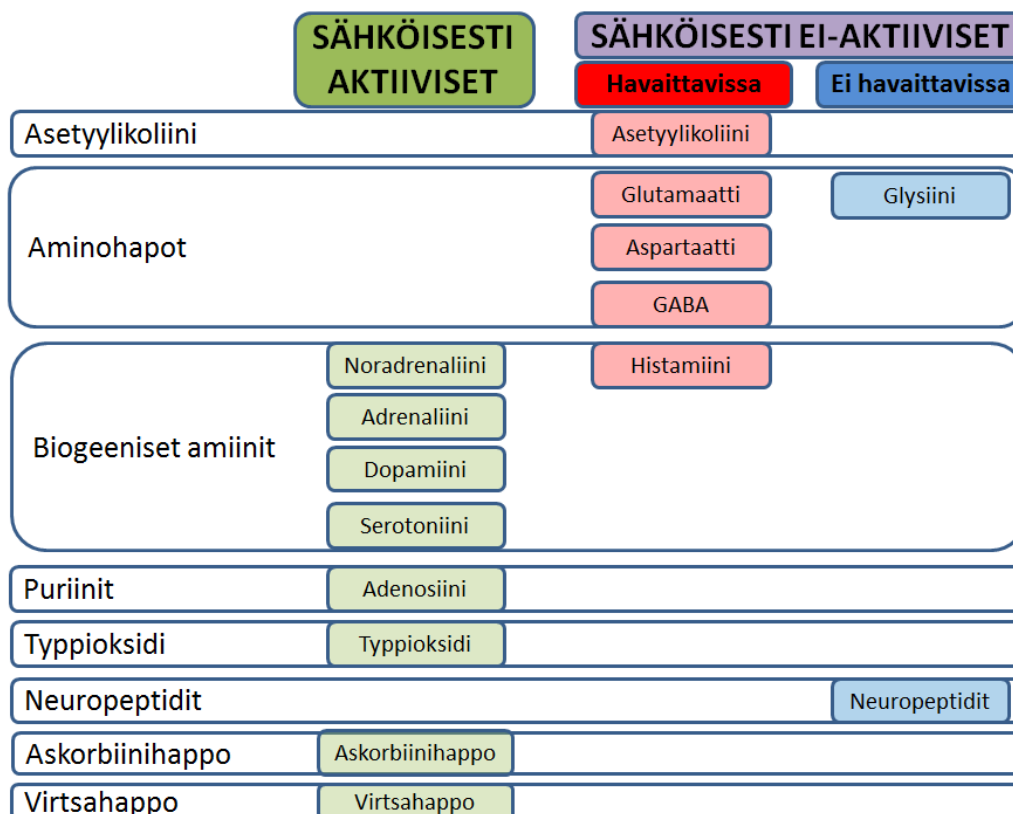 SÄHKÖISESTI
AKTIIVISET
SÄHKÖISESTI EI-AKTIIVISET
Havaittavissa
Ei havaittavissa
Asetyylikoliini
Asetyylikoliini
Aminohapot
Glutamaatti
Glysiini
Aspartaatti
GABA
Biogeeniset amiinit
Noradrenaliini
Histamiini
Adrenaliini
Dopamiini
Serotoniini
Puriinit
Adenosiini
Typpioksidi
Typpioksidi
Neuropeptidit
Neuropeptidit
Askorbiinihappo
Askorbiinihappo
Virtsahappo
Virtsahappo